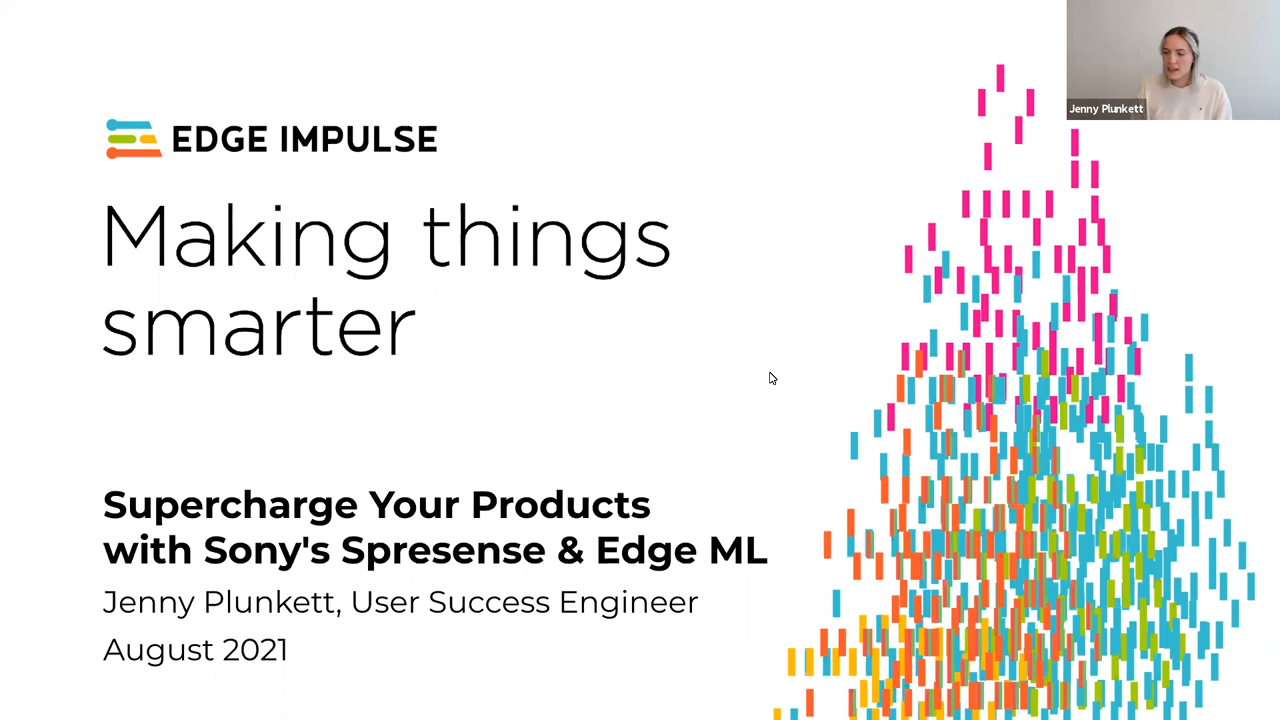 Jenny Plunkett
EDGE IMPULSE
Making things
smarter
Supercharge Your Products
with Sony's Spresense & Edge ML
Jenny Plunkett, User Success Engineer
August 2021